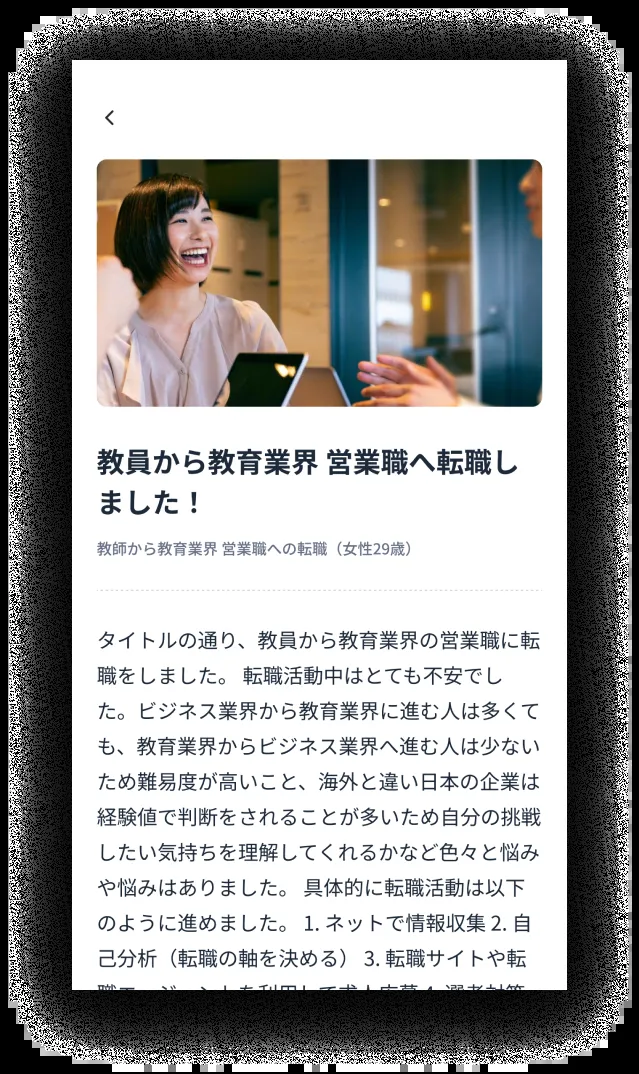 教員から教育業界 営業職へ転職し
ました！
教師から教育業界 営業職への転職（女性29歳）
タイトルの通り、教員から教育業界の営業職に転
職をしました。 転職活動中はとても不安でし
た。ビジネス業界から教育業界に進む人は多くて
も、教育業界からビジネス業界へ進む人は少ない
ため難易度が高いこと、海外と違い日本の企業は
経験値で判断をされることが多いため自分の挑戦
したい気持ちを理解してくれるかなど色々と悩み
や悩みはありました。 具体的に転職活動は以下
のように進めました。 1. ネットで情報収集 2. 自
己分析（転職の軸を決める） 3. 転職サイトや転